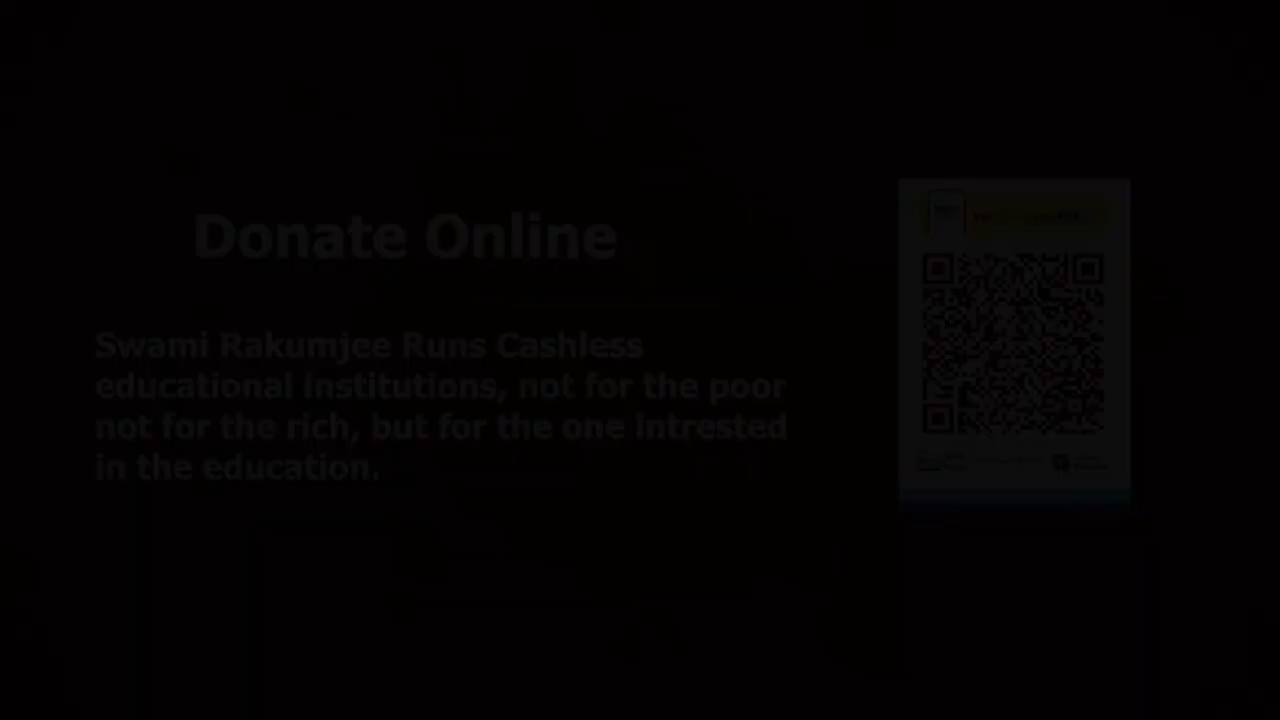 Donate Online
Swami Rakumjee Runs Cashless
educational institutions, not for the poor
not for the rich, but for the one intrested
in the education.